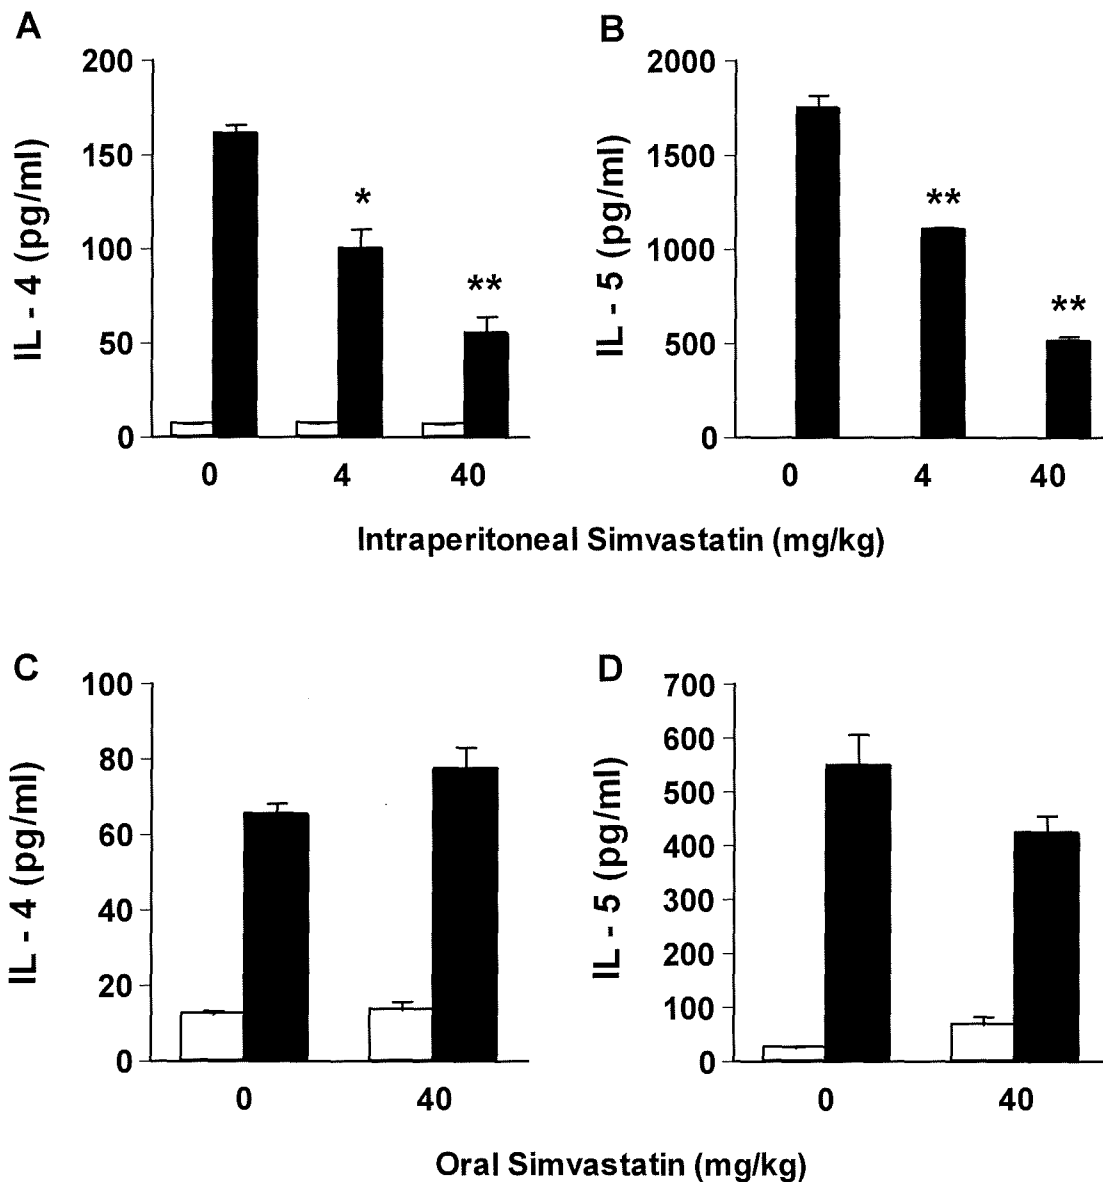 A
200
150
100
50
0
IL - 4 (pg/ml)
*
**
0 4 40
B
2000
1500
1000
500
0
IL - 5 (pg/ml)
**
**
0 4 40
Intraperitoneal Simvastatin (mg/kg)
C
100
80
60
40
20
0
IL - 4 (pg/ml)
0 40
D
700
600
500
400
300
200
100
0
IL - 5 (pg/ml)
0 40
Oral Simvastatin (mg/kg)